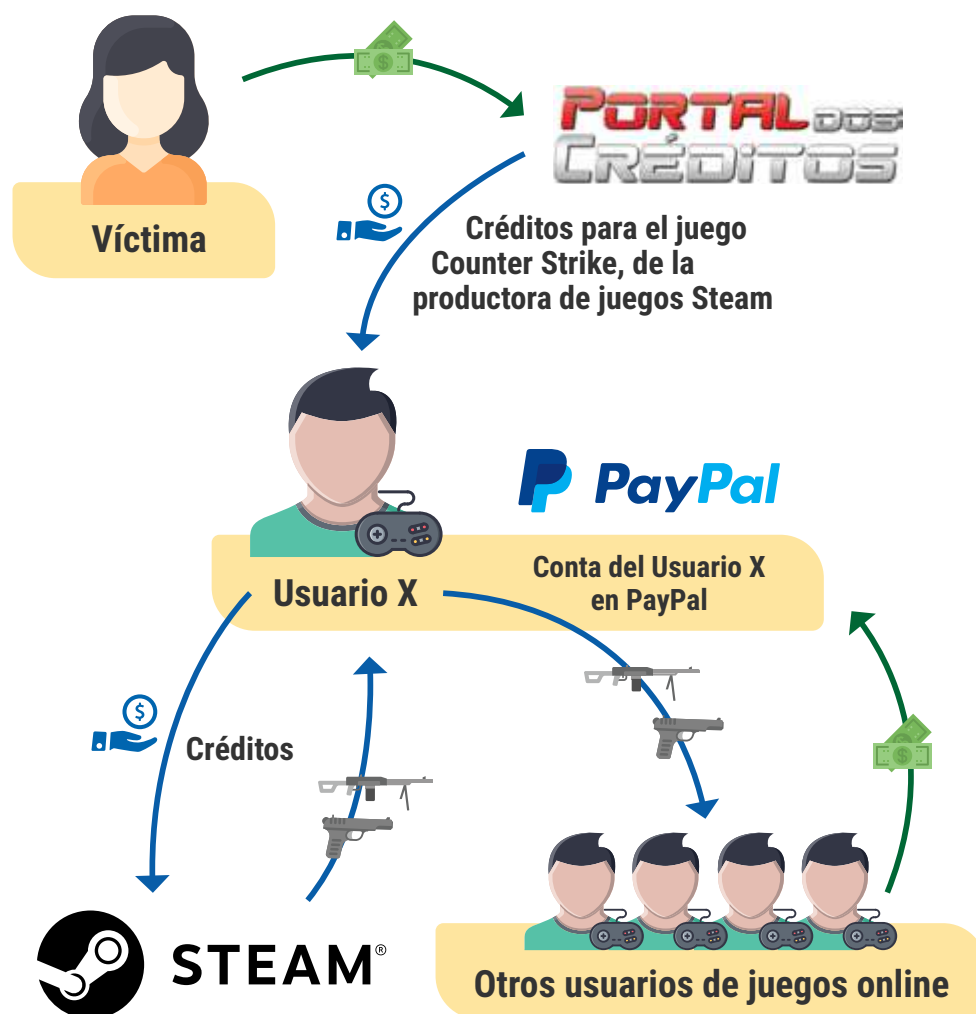 PORTAL DOS
CRÉDITOS
Víctima
Créditos para el juego
Counter Strike, de la
productora de juegos Steam
PayPal
Usuario X
Conta del Usuario X
en PayPal
Créditos
STEAM®
Otros usuarios de juegos online